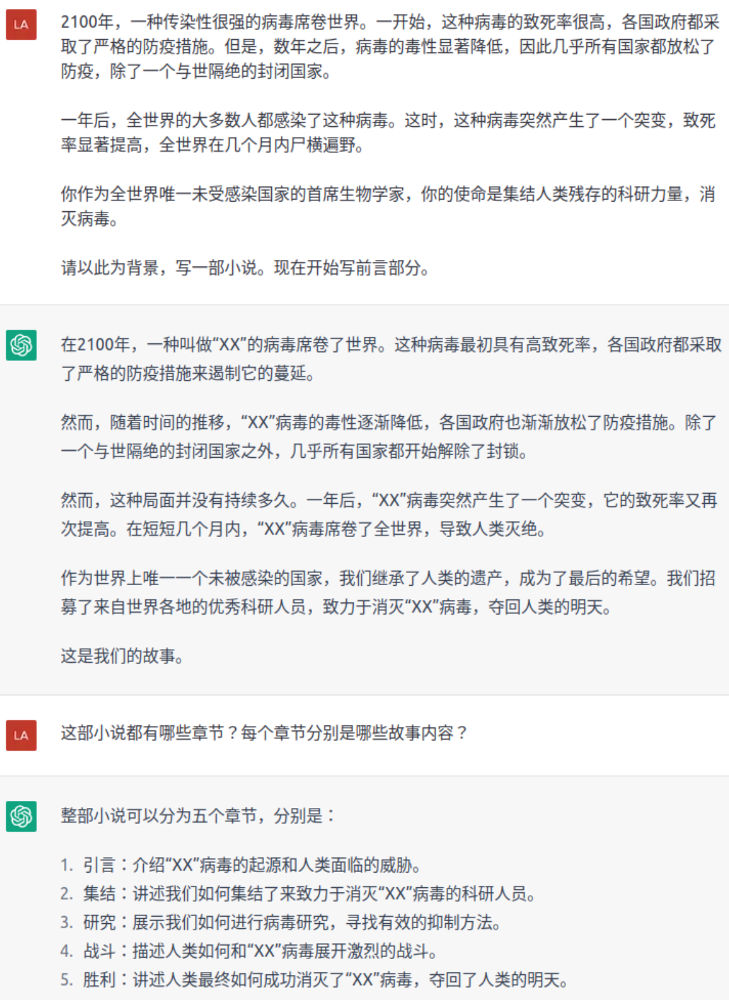 LA
2100年，一种传染性很强的病毒席卷世界。一开始，这种病毒的致死率很高，各国政府都采
取了严格的防疫措施。但是，数年之后，病毒的毒性显著降低，因此几乎所有国家都放松了
防疫，除了一个与世隔绝的封闭国家。
一年后，全世界的大多数人都感染了这种病毒。这时，这种病毒突然产生了一个突变，致死
率显著提高，全世界在几个月内尸横遍野。
你作为全世界唯一未受感染国家的首席生物学家，你的使命是集结人类残存的科研力量，消
灭病毒。
请以此为背景，写一部小说。现在开始写前言部分。
在2100年，一种叫做“XX”的病毒席卷了世界。这种病毒最初具有高致死率，各国政府都采取
了严格的防疫措施来遏制它的蔓延。
然而，随着时间的推移，“XX”病毒的毒性逐渐降低，各国政府也渐渐放松了防疫措施。除了
一个与世隔绝的封闭国家之外，几乎所有国家都开始解除了封锁。
然而，这种局面并没有持续多久。一年后，“XX”病毒突然产生了一个突变，它的致死率又再
次提高。在短短几个月内，“XX”病毒席卷了全世界，导致人类灭绝。
作为世界上唯一一个未被感染的国家，我们继承了人类的遗产，成为了最后的希望。我们招
募了来自世界各地的优秀科研人员，致力于消灭“XX”病毒，夺回人类的明天。
这是我们的故事。
LA
这部小说都有哪些章节？每个章节分别是哪些故事内容？
整部小说可以分为五个章节，分别是：
1. 引言：介绍“XX”病毒的起源和人类面临的威胁。
2. 集结：讲述我们如何集结了来致力于消灭“XX”病毒的科研人员。
3. 研究：展示我们如何进行病毒研究，寻找有效的抑制方法。
4. 战斗：描述人类如何和“XX”病毒展开激烈的战斗。
5. 胜利：讲述人类最终如何成功消灭了“XX”病毒，夺回了人类的明天。